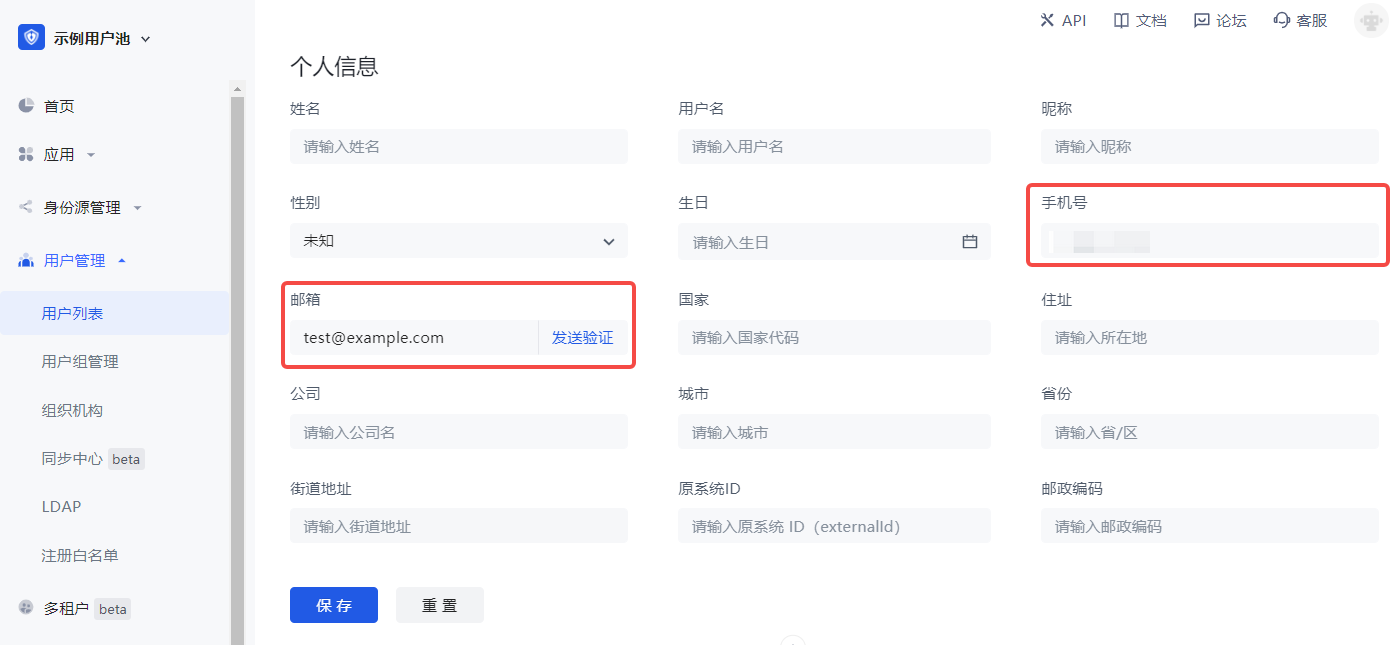 示例用户池
API 文档 论坛 客服
首页
应用
身份源管理
用户管理
用户列表
用户组管理
组织机构
同步中心 beta
LDAP
注册白名单
多租户 beta
个人信息
姓名 用户名 昵称
请输入姓名 请输入用户名 请输入昵称
性别 生日 手机号
未知 请输入生日
邮箱 国家 住址
test@example.com 发送验证 请输入国家代码 请输入所在地
公司 城市 省份
请输入公司名 请输入城市 请输入省/区
街道地址 原系统ID 邮政编码
请输入街道地址 请输入原系统 ID（externalId） 请输入邮政编码
保存 重置